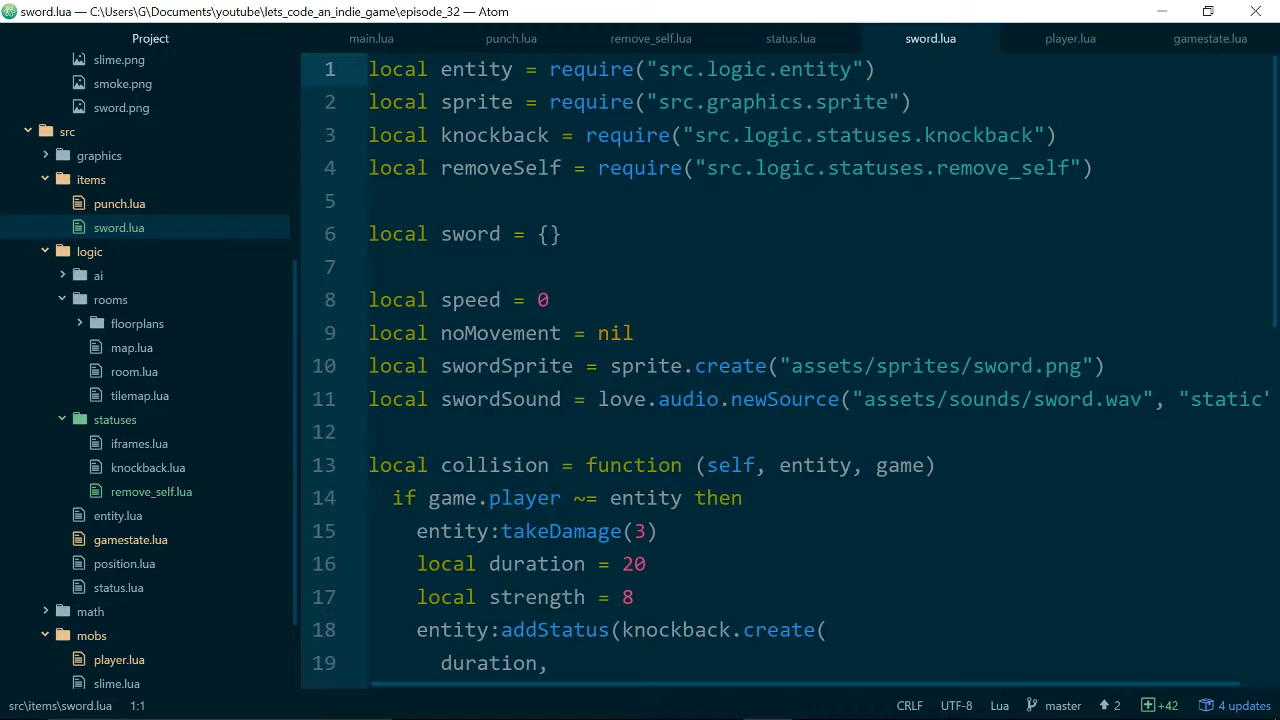 sword.lua — C:\Users\G\Documents\youtube\lets_code_an_indie_game\episode_32 — Atom
Project
main.lua
punch.lua
remove_self.lua
status.lua
sword.lua
player.lua
gamestate.lua
slime.png
smoke.png
sword.png
src
graphics
items
punch.lua
sword.lua
logic
ai
rooms
floorplans
map.lua
room.lua
tilemap.lua
statuses
iframes.lua
knockback.lua
remove_self.lua
entity.lua
gamestate.lua
position.lua
status.lua
math
mobs
player.lua
slime.lua
1 local entity = require("src.logic.entity")
2 local sprite = require("src.graphics.sprite")
3 local knockback = require("src.logic.statuses.knockback")
4 local removeSelf = require("src.logic.statuses.remove_self")
5
6 local sword = {}
7
8 local speed = 0
9 local noMovement = nil
10 local swordSprite = sprite.create("assets/sprites/sword.png")
11 local swordSound = love.audio.newSource("assets/sounds/sword.wav", "static"
12
13 local collision = function (self, entity, game)
14 if game.player ~= entity then
15 entity:takeDamage(3)
16 local duration = 20
17 local strength = 8
18 entity:addStatus(knockback.create(
19 duration,
src\items\sword.lua 1:1
CRLF UTF-8 Lua master 2 +42 4 updates